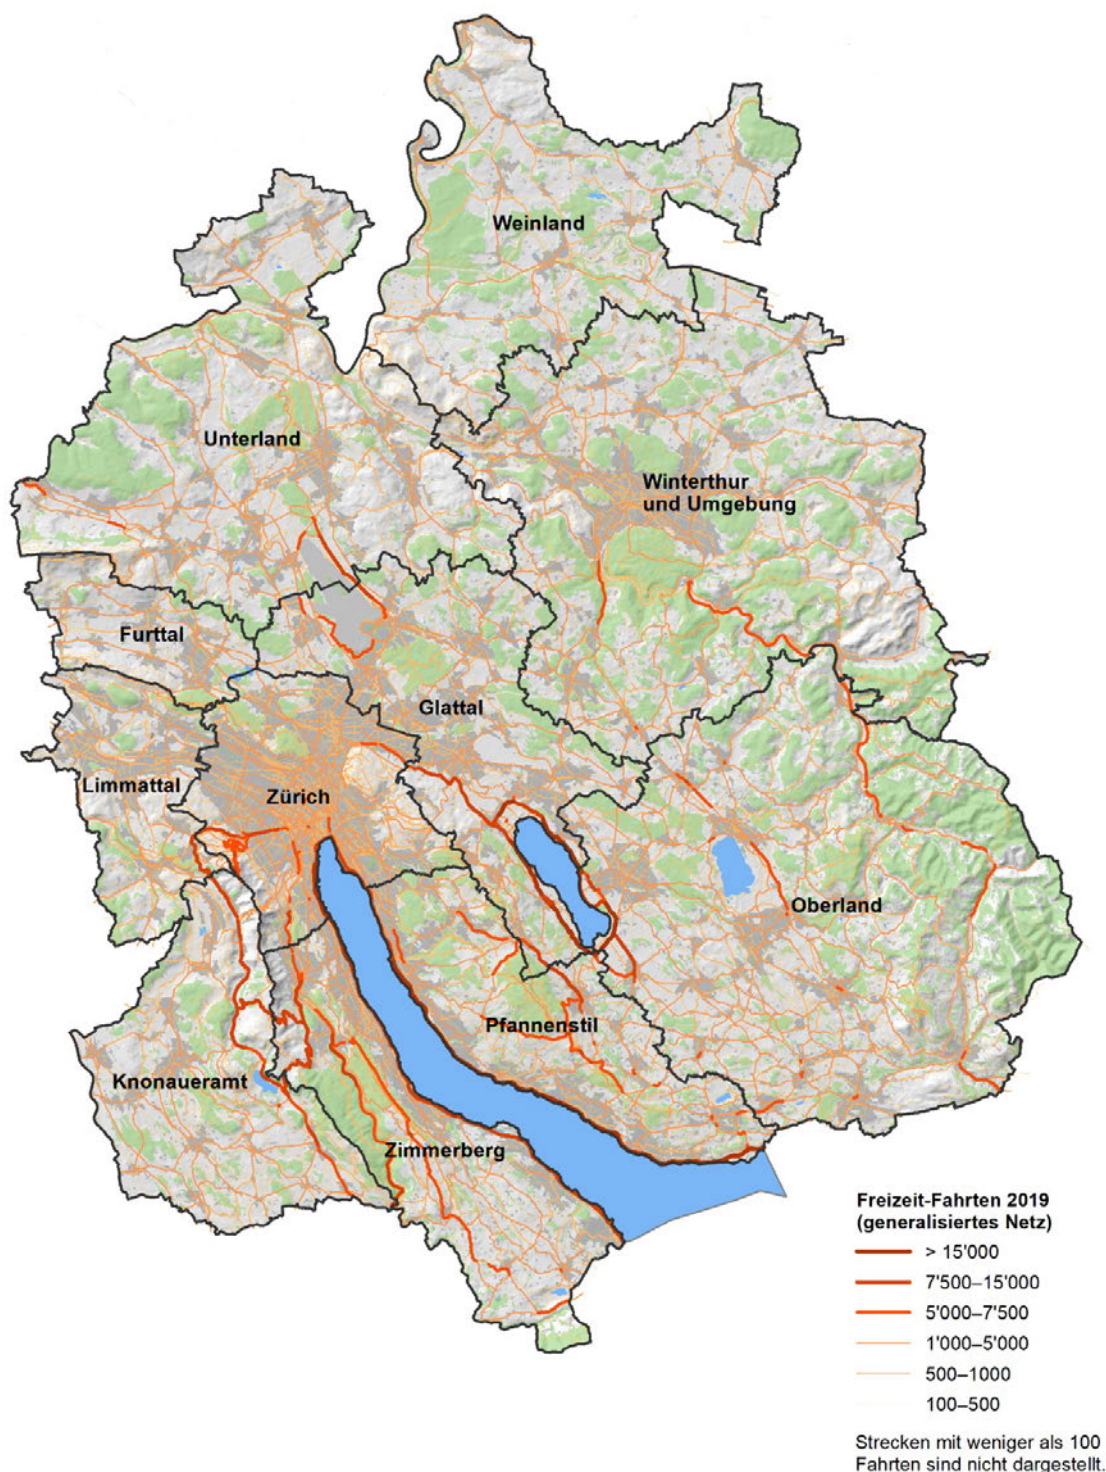 Weinland
Unterland
Winterthur
und Umgebung
Furttal
Glattal
Limmattal
Zürich
Oberland
Pfannenstil
Knonaueramt
Zimmerberg
Freizeit-Fahrten 2019
(generalisiertes Netz)
> 15'000
7'500–15'000
5'000–7'500
1'000–5'000
500–1000
100–500
Strecken mit weniger als 100
Fahrten sind nicht dargestellt.